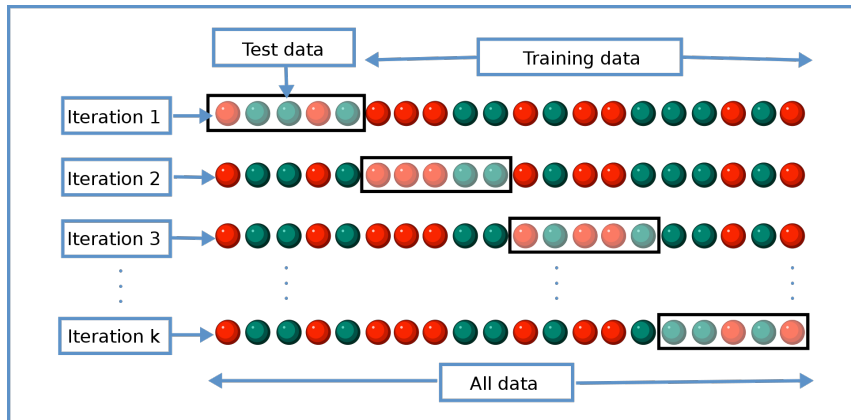 Test data
Training data
Iteration 1
Iteration 2
Iteration 3
Iteration k
All data